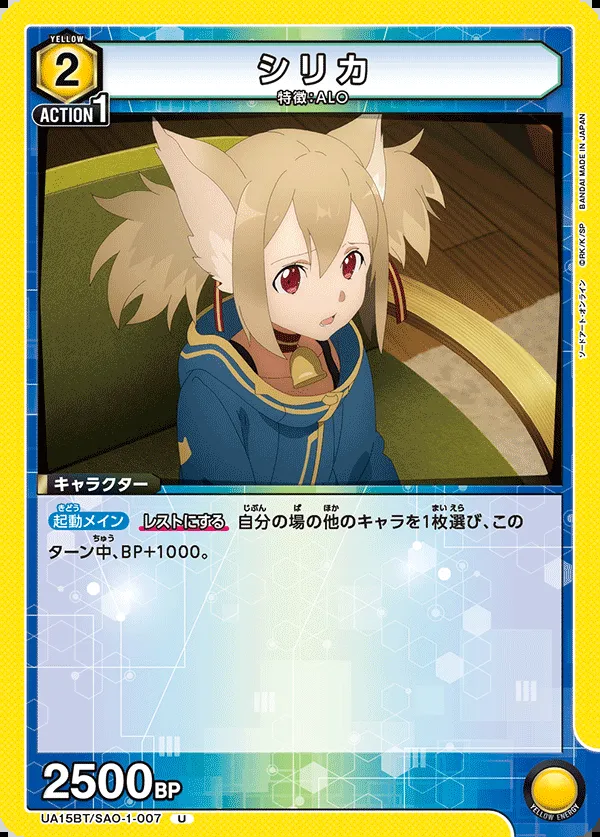 YELLOW
2
ACTION 1
シリカ
特徴：ALO
ソードアート・オンライン ©RK/K/SP BANDAI MADE IN JAPAN
キャラクター
起動メイン レストにする 自分の場の他のキャラを1枚選び、この
ターン中、BP+1000。
2500BP
YELLOW ENERGY
UA15BT/SAO-1-007 U